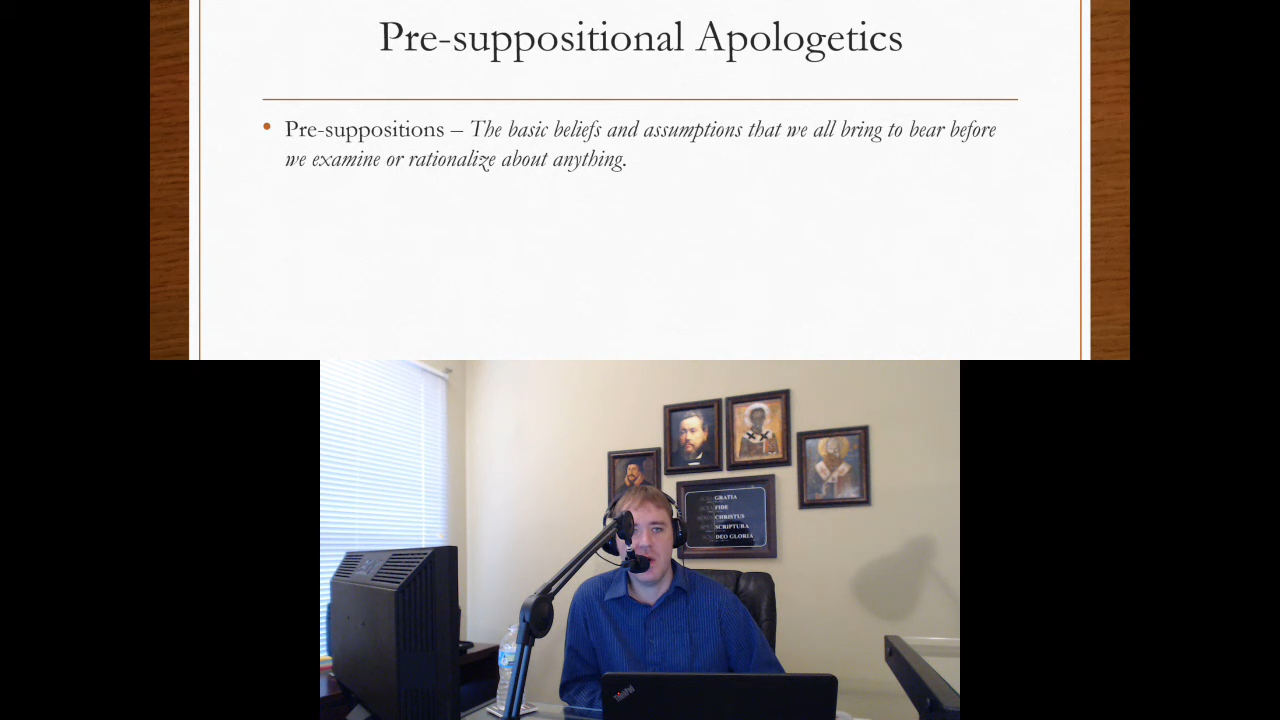 Pre-suppositional Apologetics
• Pre-suppositions – The basic beliefs and assumptions that we all bring to bear before
we examine or rationalize about anything.
GRATIA
FIDE
CHRISTUS
SCRIPTURA
DEO GLORIA
ThinkPad